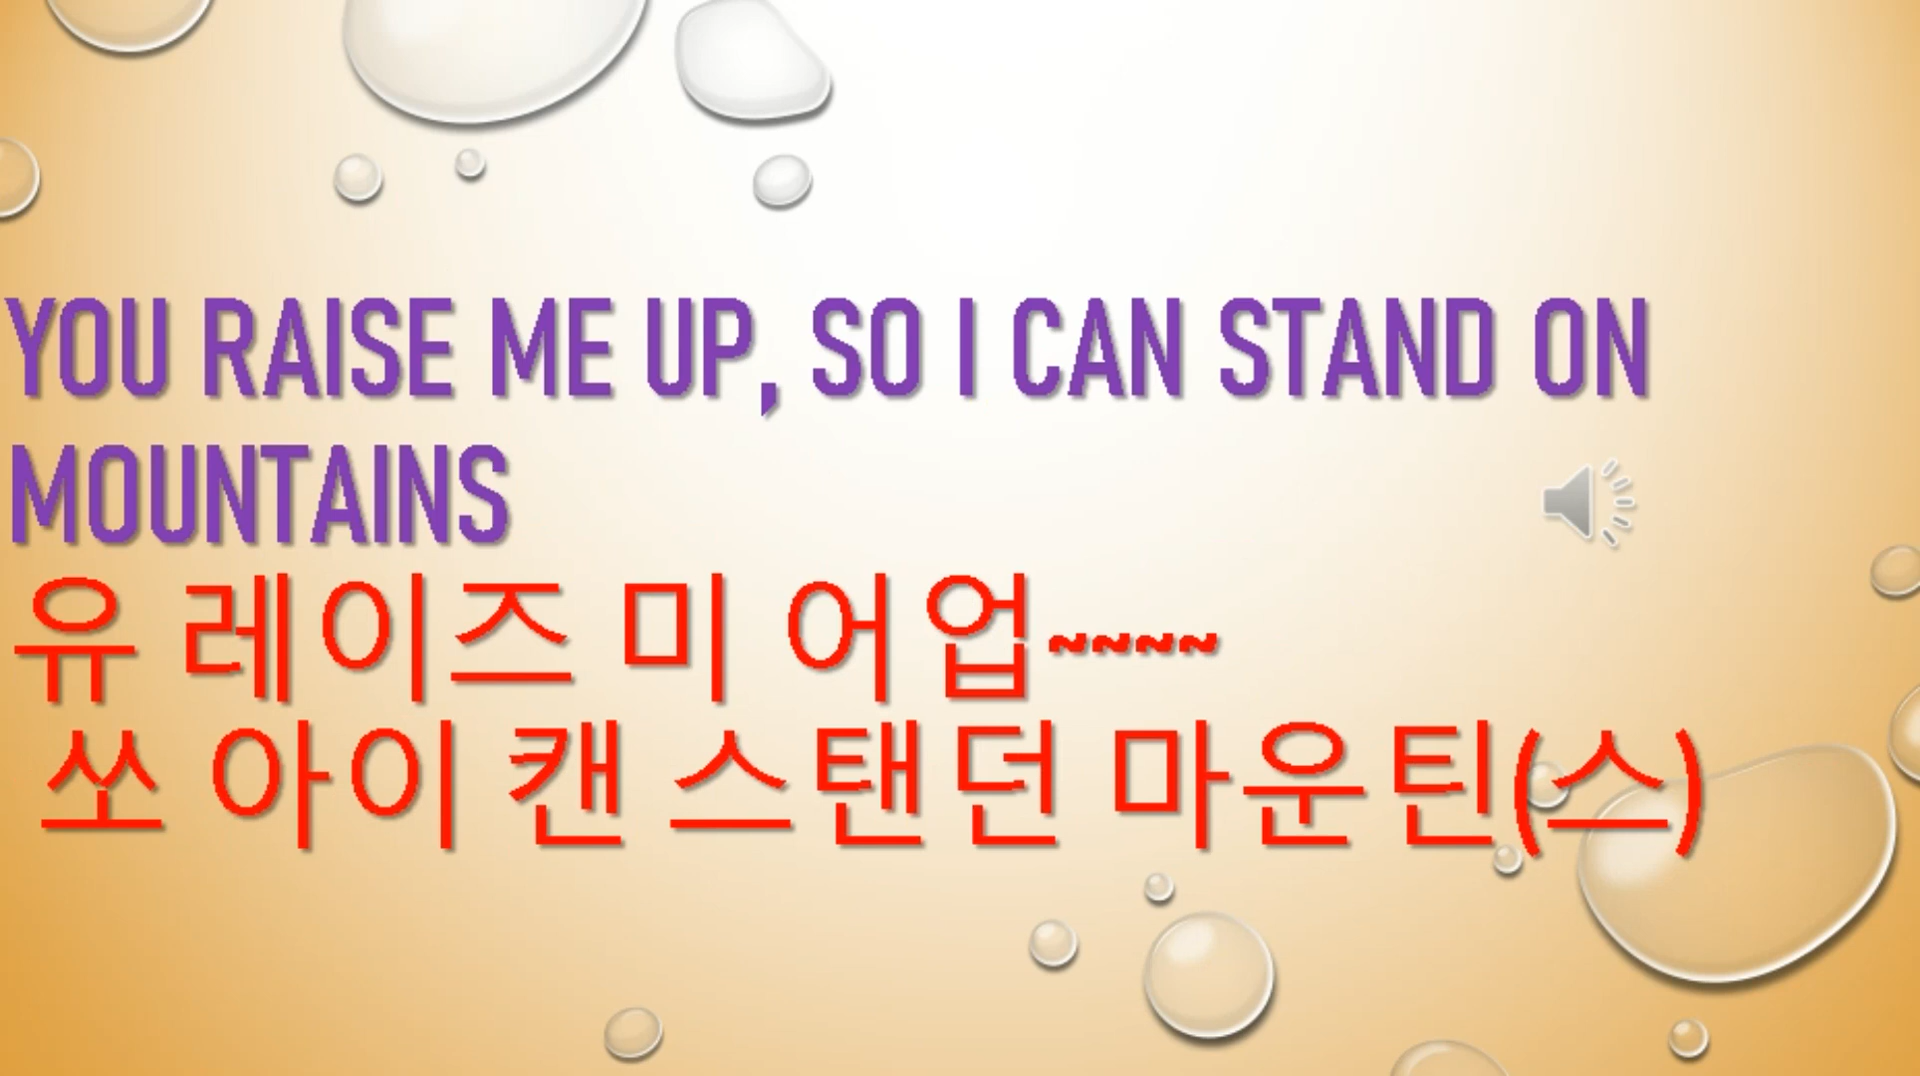 YOU RAISE ME UP, SO I CAN STAND ON
MOUNTAINS
유 레이즈 미 어업~~~~
쏘 아이 캔 스탠던 마운틴(스)